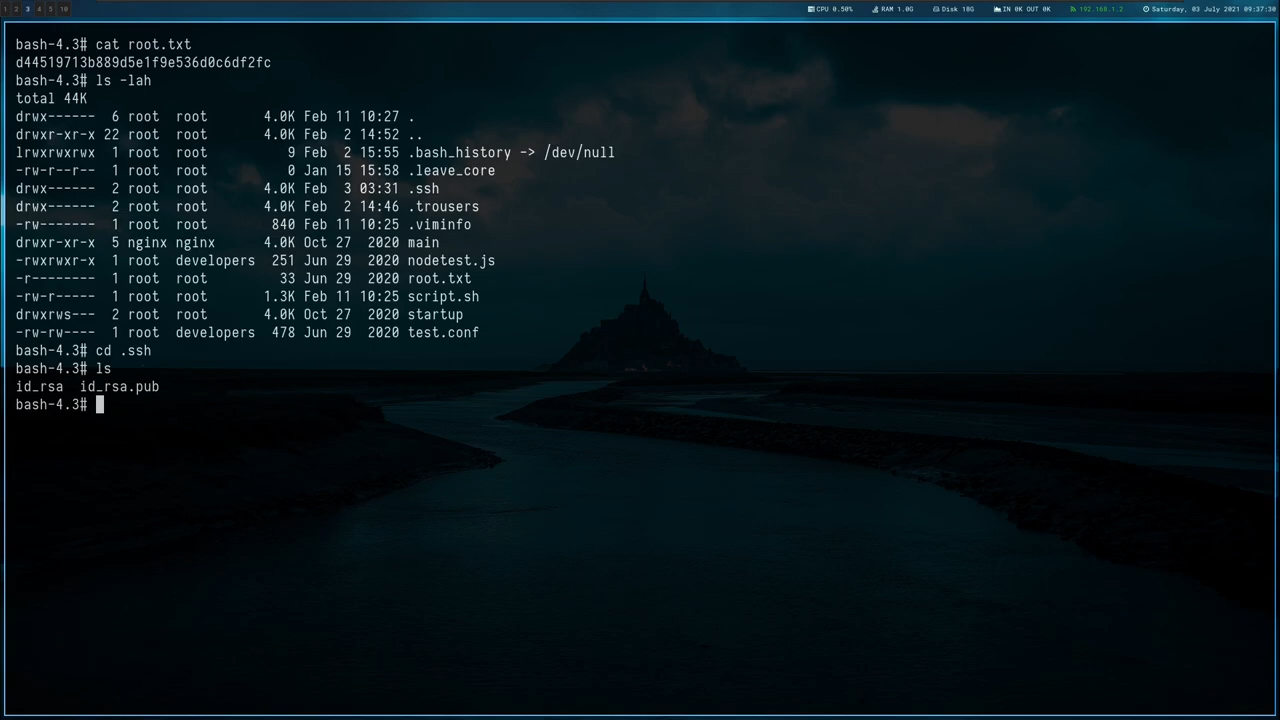 1 2 3 4 5 10 CPU 0.50% RAM 1.0G Disk 18G IN 0K OUT 0K 192.168.1.2 Saturday, 03 July 2021 09:37:30
bash-4.3# cat root.txt
d44519713b889d5e1f9e536d0c6df2fc
bash-4.3# ls -lah
total 44K
drwx------  6 root  root       4.0K Feb 11 10:27 .
drwxr-xr-x 22 root  root       4.0K Feb  2 14:52 ..
lrwxrwxrwx  1 root  root          9 Feb  2 15:55 .bash_history -> /dev/null
-rw-r--r--  1 root  root          0 Jan 15 15:58 .leave_core
drwx------  2 root  root       4.0K Feb  3 03:31 .ssh
drwx------  2 root  root       4.0K Feb  2 14:46 .trousers
-rw-------  1 root  root        840 Feb 11 10:25 .viminfo
drwxr-xr-x  5 nginx nginx      4.0K Oct 27  2020 main
-rwxrwxr-x  1 root  developers  251 Jun 29  2020 nodetest.js
-r--------  1 root  root         33 Jun 29  2020 root.txt
-rw-r-----  1 root  root       1.3K Feb 11 10:25 script.sh
drwxrws---  2 root  root       4.0K Oct 27  2020 startup
-rw-rw----  1 root  developers  478 Jun 29  2020 test.conf
bash-4.3# cd .ssh
bash-4.3# ls
id_rsa  id_rsa.pub
bash-4.3#